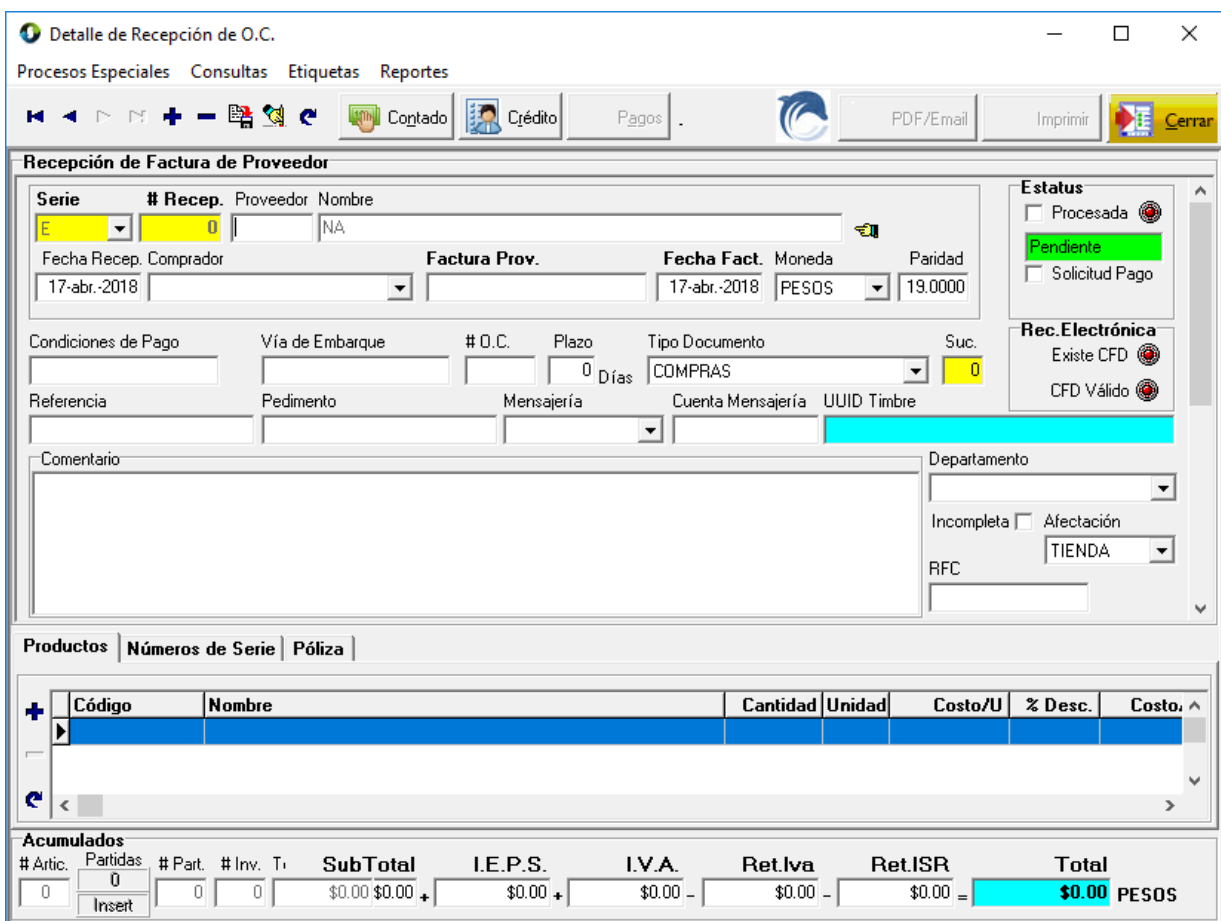 Detalle de Recepción de O.C.
Procesos Especiales Consultas Etiquetas Reportes
Contado Crédito Pagos . PDF/Email Imprimir Cerrar
Recepción de Factura de Proveedor
Serie # Recep. Proveedor Nombre
E 0 NA
Fecha Recep. Comprador Factura Prov. Fecha Fact. Moneda Paridad
17-abr.-2018 17-abr.-2018 PESOS 19.0000
Estatus
Procesada
Pendiente
Solicitud Pago
Condiciones de Pago Vía de Embarque # O.C. Plazo Tipo Documento Suc.
0 Días COMPRAS 0
Rec.Electrónica
Existe CFD
CFD Válido
Referencia Pedimento Mensajería Cuenta Mensajería UUID Timbre
Comentario
Departamento
Incompleta Afectación
TIENDA
RFC
Productos Números de Serie Póliza
Código Nombre Cantidad Unidad Costo/U % Desc. Costo/
Acumulados
# Artic. Partidas # Part. # Inv. SubTotal I.E.P.S. I.V.A. Ret.Iva Ret.ISR Total
0 0 0 0 $0.00 $0.00 + $0.00 + $0.00 - $0.00 - $0.00 = $0.00 PESOS
Insert